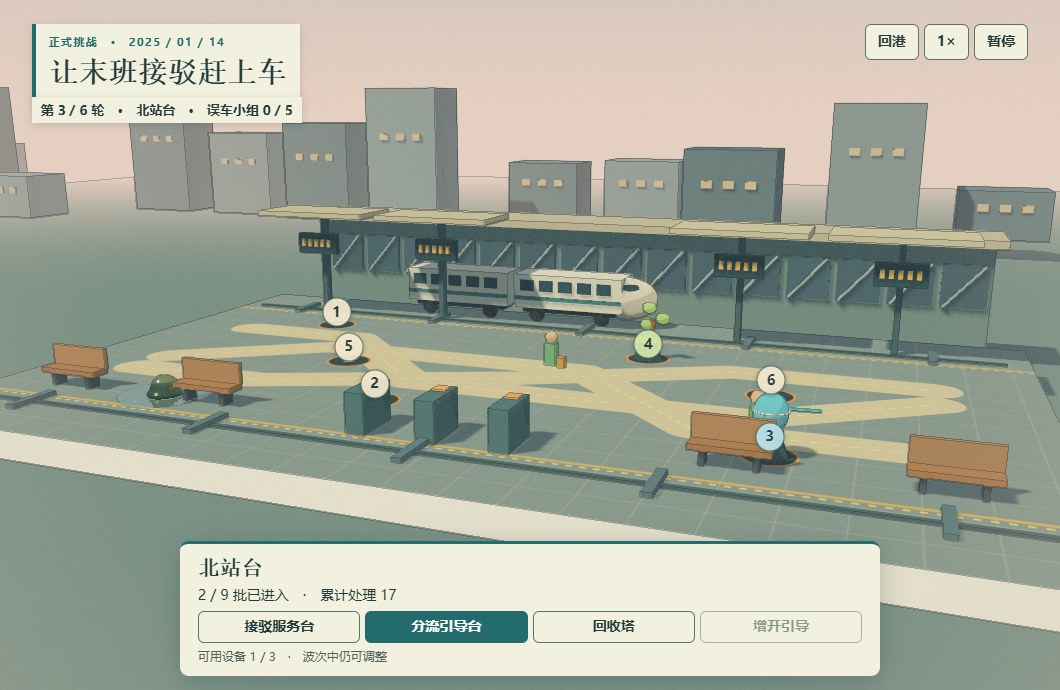 正式挑战 • 2025 / 01 / 14
让末班接驳赶上车
第 3 / 6 轮 • 北站台 • 误车小组 0 / 5
回港
1×
暂停
1
5
2
4
6
3
北站台
2 / 9 批已进入 · 累计处理 17
接驳服务台
分流引导台
回收塔
增开引导
可用设备 1 / 3 · 波次中仍可调整